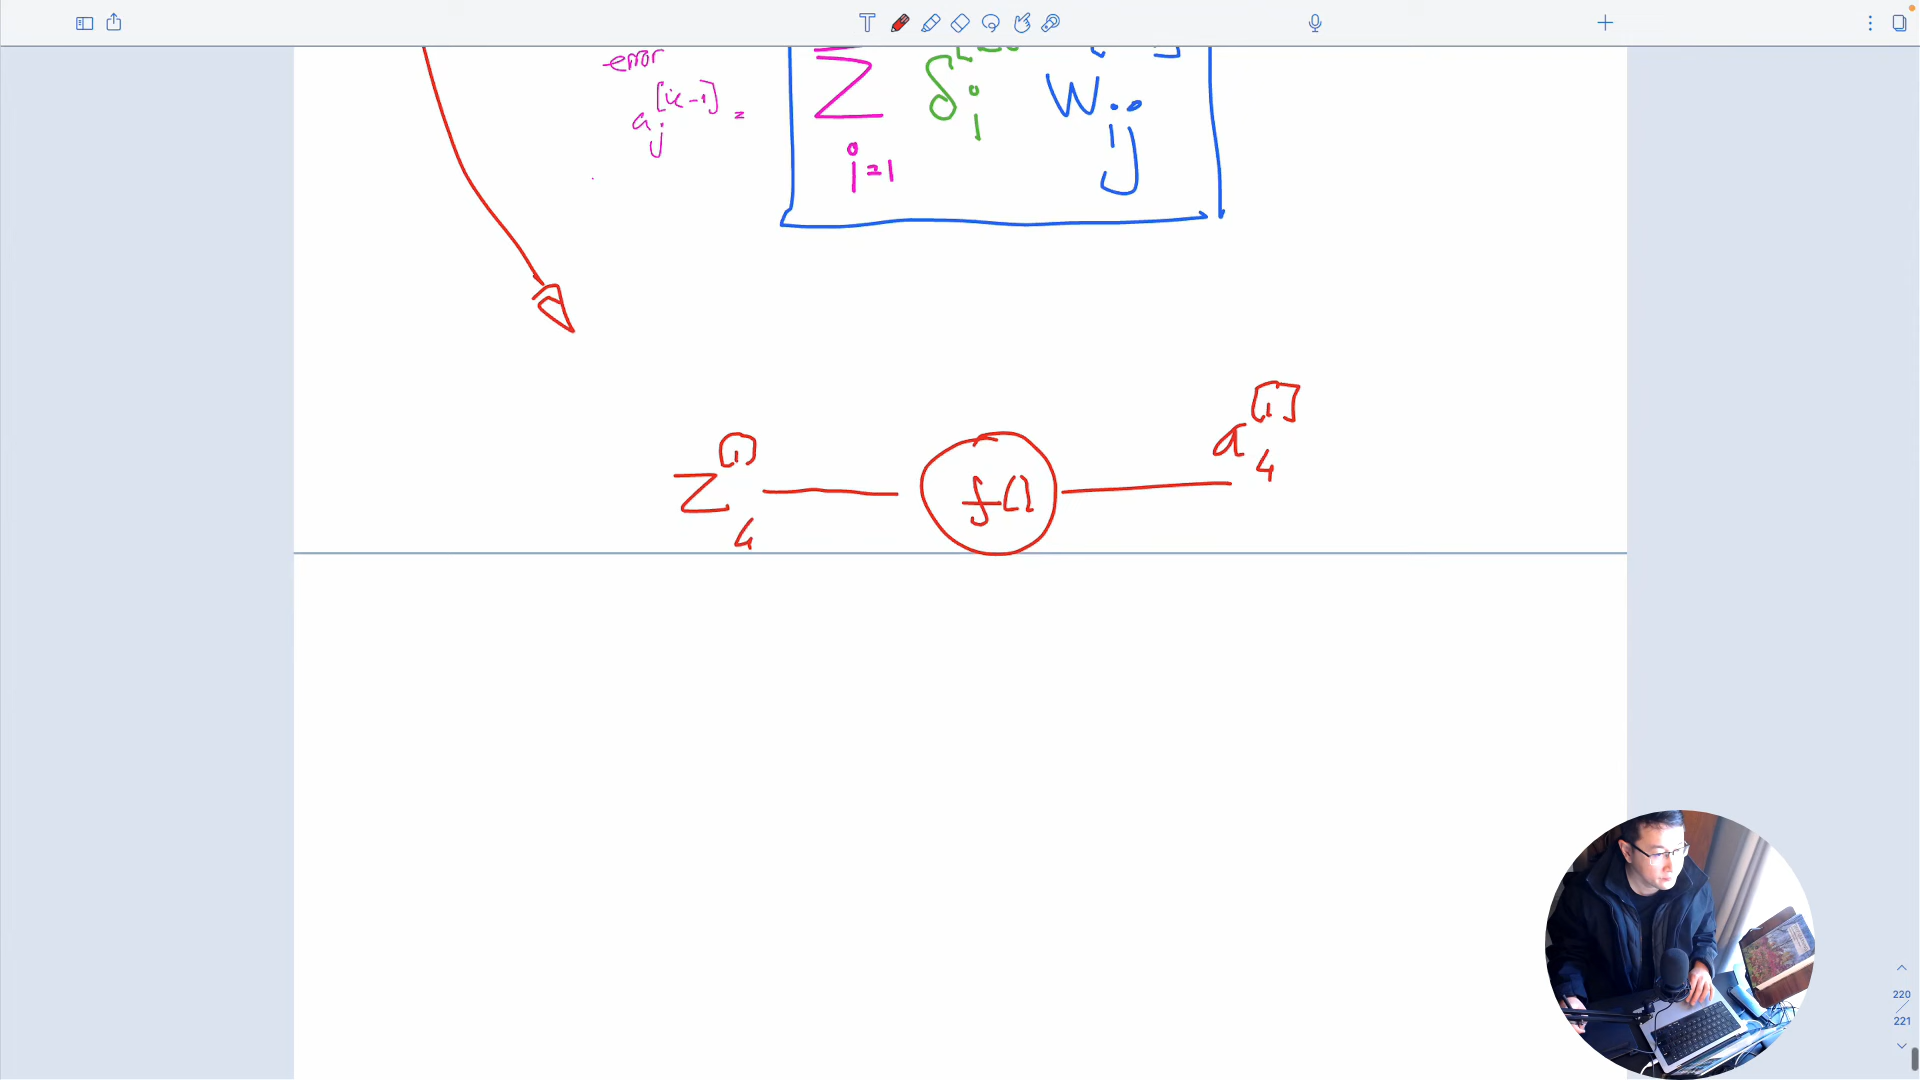 error
a_j^[k-1] =
Σ δ_i W_ij
i=1
Z_4^[1] f() a_4^[1]
220
221